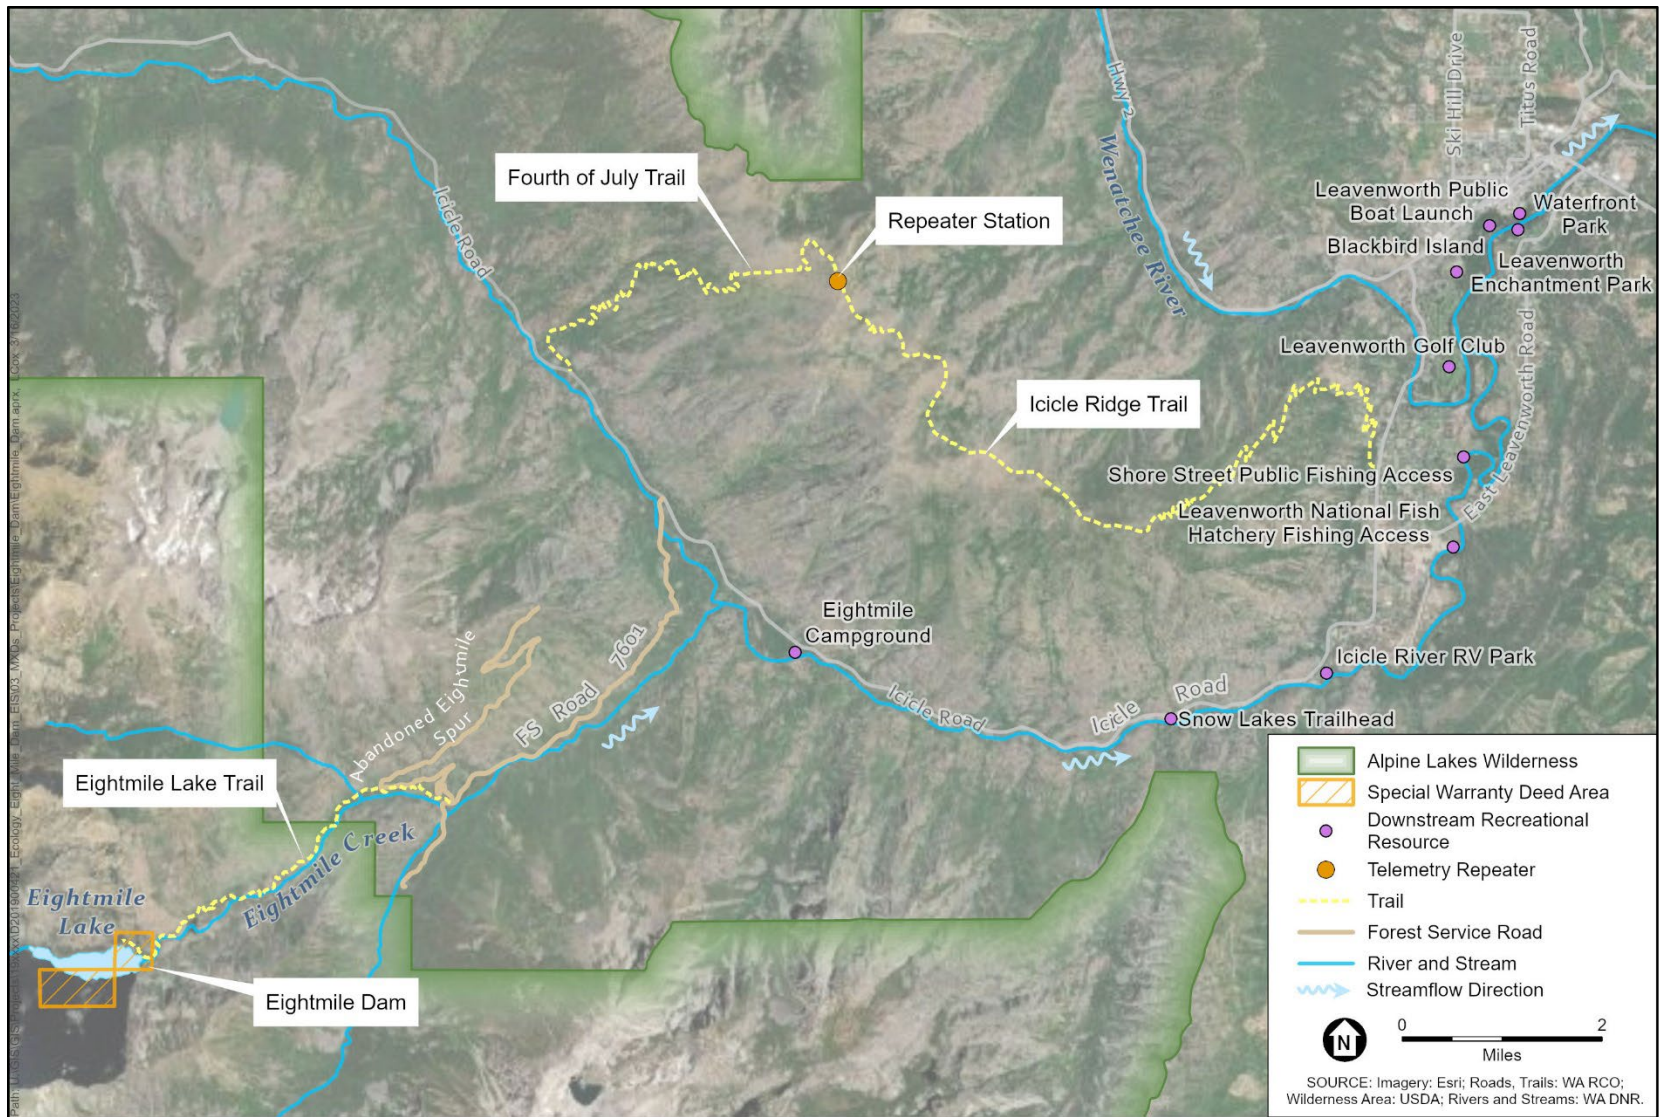 Hwy 2
Ski Hill Drive
Titus Road
Wenatchee River
Fourth of July Trail
Repeater Station
Icicle Road
Leavenworth Public
Boat Launch
Waterfront
Park
Blackbird Island
Leavenworth
Enchantment Park
Leavenworth Golf Club
Icicle Ridge Trail
East Leavenworth Road
Shore Street Public Fishing Access
Leavenworth National Fish
Hatchery Fishing Access
Eightmile
Campground
Icicle River RV Park
Icicle Road
Icicle Road
Snow Lakes Trailhead
Abandoned Eightmile
Spur
FS Road 7601
Eightmile Lake Trail
Eightmile Creek
Eightmile
Lake
Eightmile Dam
Alpine Lakes Wilderness
Special Warranty Deed Area
Downstream Recreational
Resource
Telemetry Repeater
Trail
Forest Service Road
River and Stream
Streamflow Direction
N
0 2
Miles
SOURCE: Imagery: Esri; Roads, Trails: WA RCO;
Wilderness Area: USDA; Rivers and Streams: WA DNR.